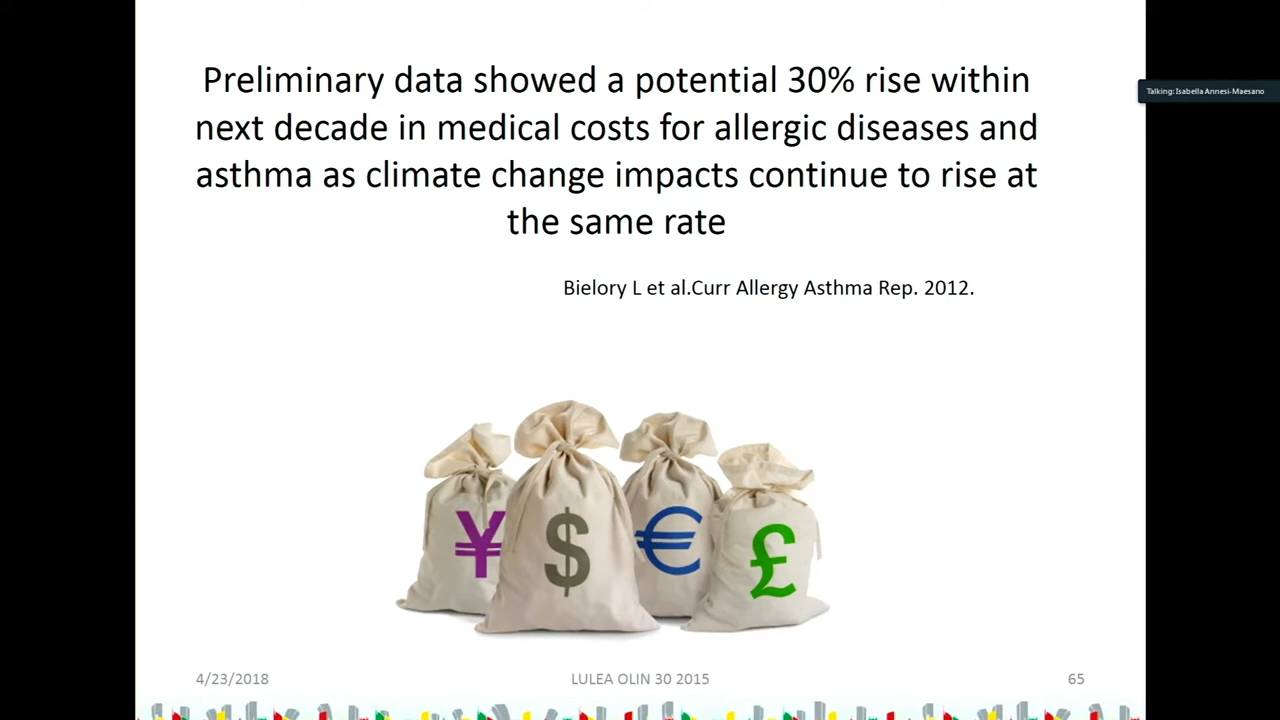 Preliminary data showed a potential 30% rise within
next decade in medical costs for allergic diseases and
asthma as climate change impacts continue to rise at
the same rate
Talking: Isabella Annesi-Maesano
Bielory L et al.Curr Allergy Asthma Rep. 2012.
¥
$
€
£
4/23/2018
LULEA OLIN 30 2015
65